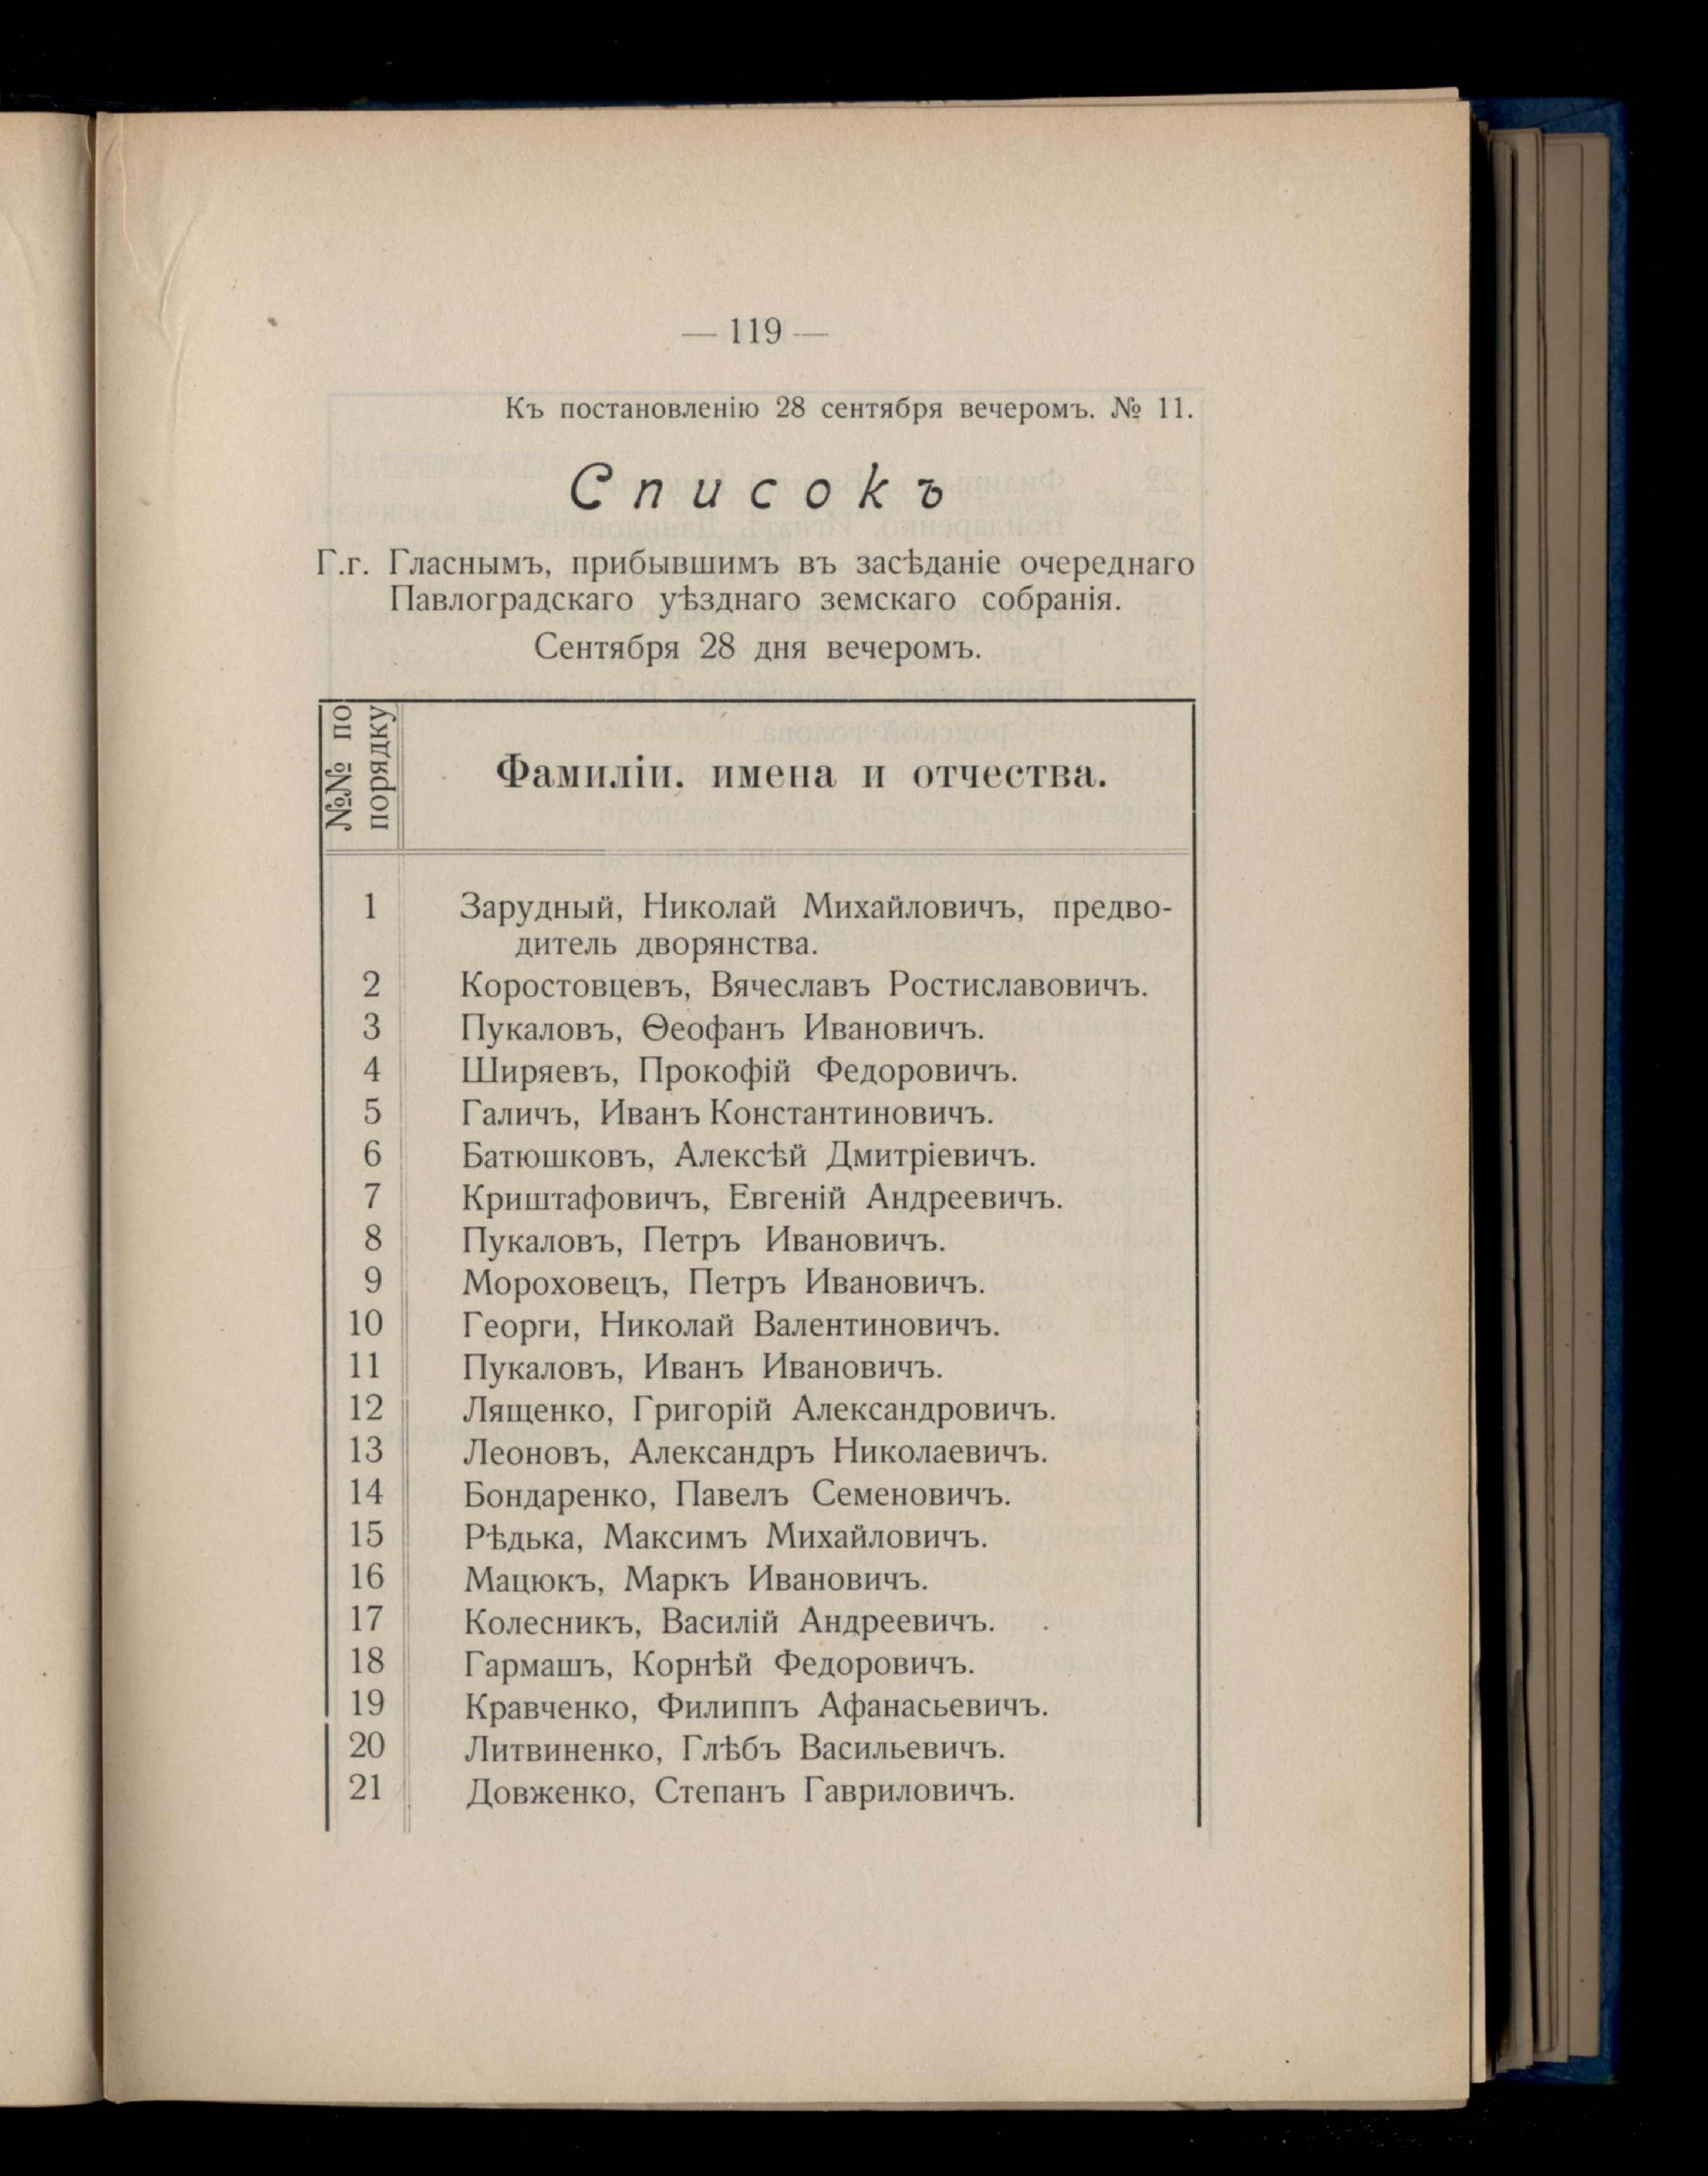 — 119 —
Къ постановленію 28 сентября вечеромъ. № 11.
Списокъ
Г.г. Гласнымъ, прибывшимъ въ засѣданіе очереднаго
Павлоградскаго уѣзднаго земскаго собранія.
Сентября 28 дня вечеромъ.
№№ по
порядку
Фамиліи, имена и отчества.
1 Зарудный, Николай Михайловичъ, предво-
дитель дворянства.
2 Коростовцевъ, Вячеславъ Ростиславовичъ.
3 Пукаловъ, Ѳеофанъ Ивановичъ.
4 Ширяевъ, Прокофій Федоровичъ.
5 Галичъ, Иванъ Константиновичъ.
6 Батюшковъ, Алексѣй Дмитріевичъ.
7 Криштафовичъ, Евгеній Андреевичъ.
8 Пукаловъ, Петръ Ивановичъ.
9 Мороховецъ, Петръ Ивановичъ.
10 Георги, Николай Валентиновичъ.
11 Пукаловъ, Иванъ Ивановичъ.
12 Лященко, Григорій Александровичъ.
13 Леоновъ, Александръ Николаевичъ.
14 Бондаренко, Павелъ Семеновичъ.
15 Рѣдька, Максимъ Михайловичъ.
16 Мацюкъ, Маркъ Ивановичъ.
17 Колесникъ, Василій Андреевичъ.
18 Гармашъ, Корнѣй Федоровичъ.
19 Кравченко, Филиппъ Афанасьевичъ.
20 Литвиненко, Глѣбъ Васильевичъ.
21 Довженко, Степанъ Гавриловичъ.